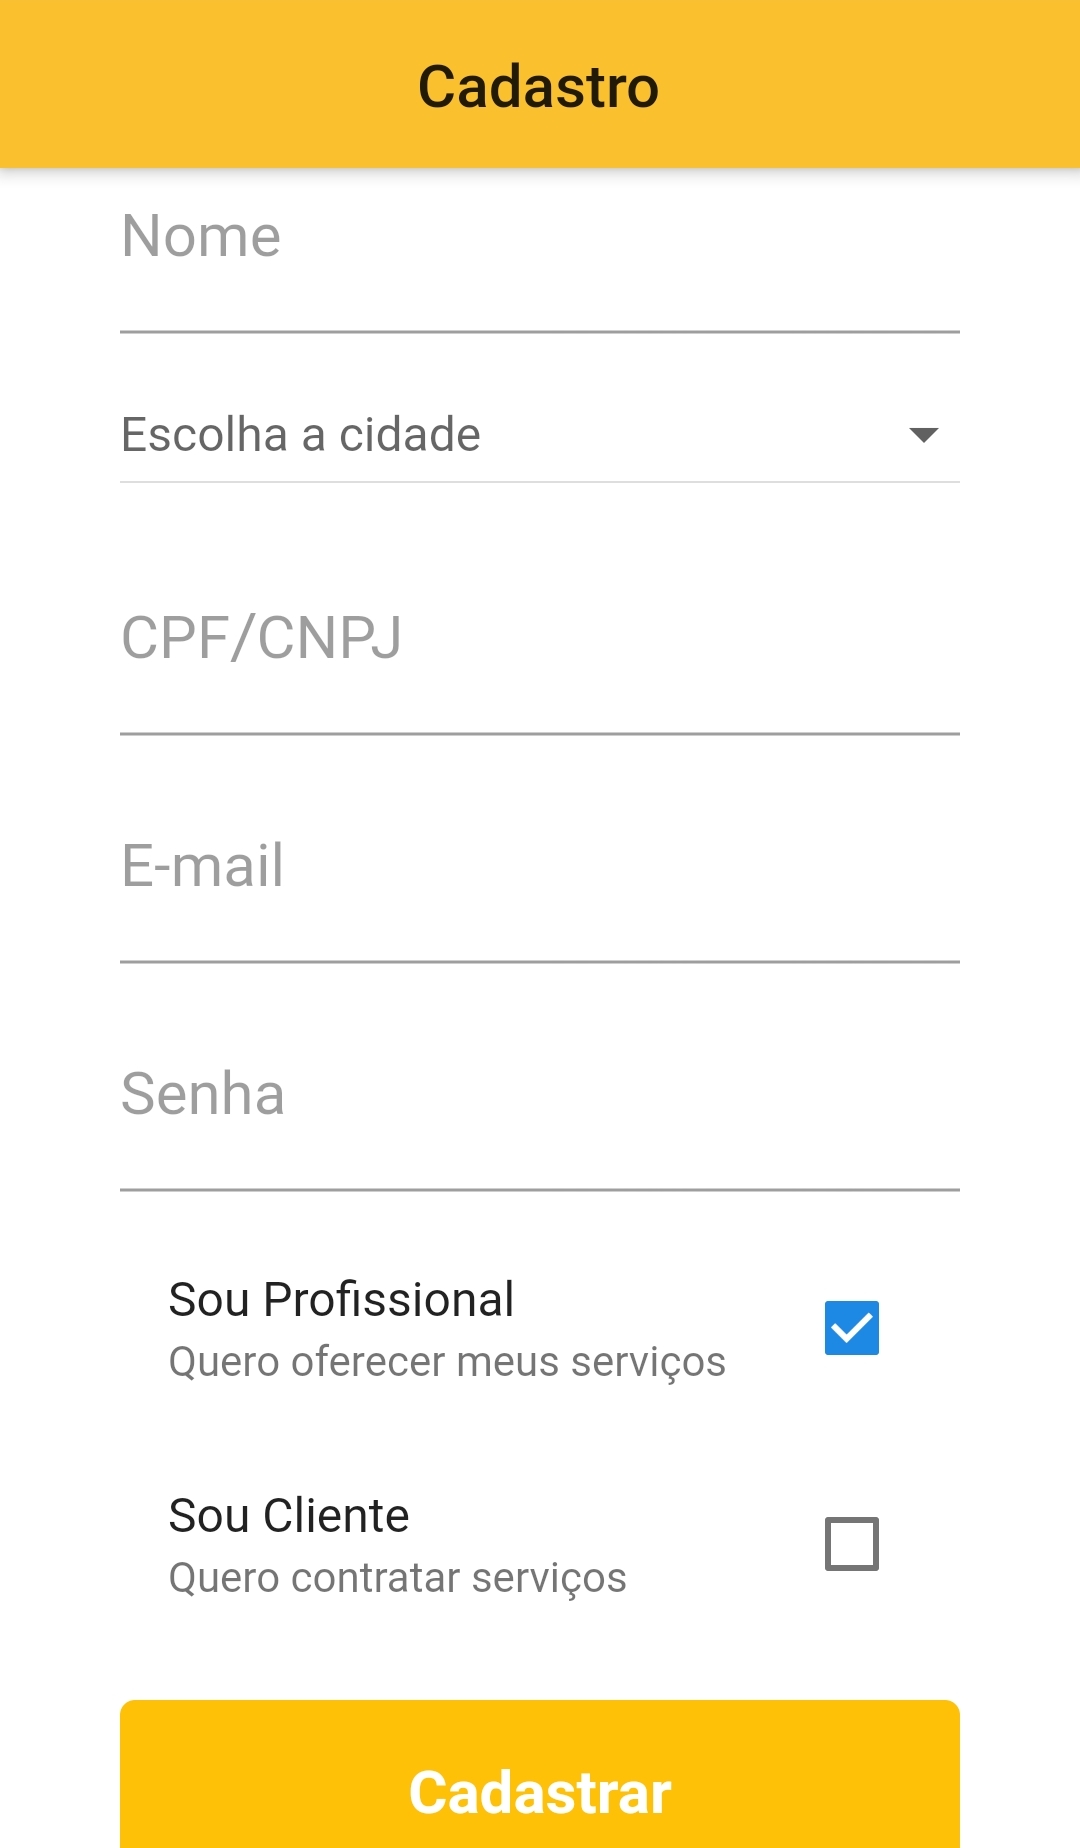 Cadastro
Nome
Escolha a cidade
CPF/CNPJ
E-mail
Senha
Sou Profissional
Quero oferecer meus serviços
Sou Cliente
Quero contratar serviços
Cadastrar